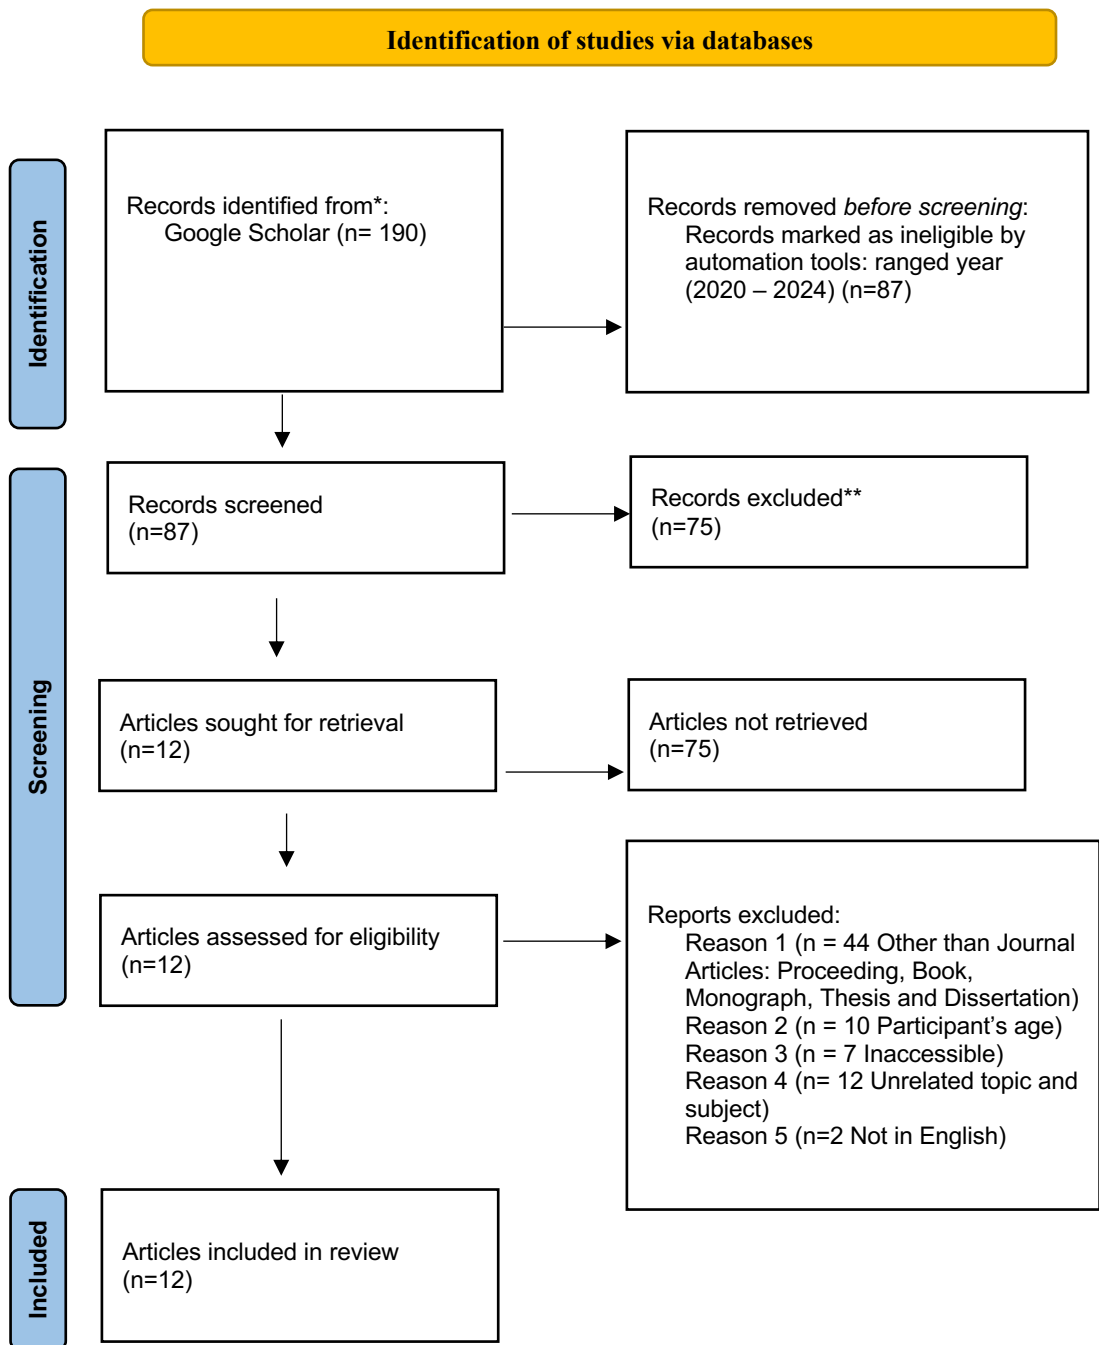 Identification of studies via databases
Identification
Records identified from*:
Google Scholar (n= 190)
Records removed before screening:
Records marked as ineligible by
automation tools: ranged year
(2020 – 2024) (n=87)
Screening
Records screened
(n=87)
Records excluded**
(n=75)
Articles sought for retrieval
(n=12)
Articles not retrieved
(n=75)
Articles assessed for eligibility
(n=12)
Reports excluded:
Reason 1 (n = 44 Other than Journal
Articles: Proceeding, Book,
Monograph, Thesis and Dissertation)
Reason 2 (n = 10 Participant’s age)
Reason 3 (n = 7 Inaccessible)
Reason 4 (n= 12 Unrelated topic and
subject)
Reason 5 (n=2 Not in English)
Included
Articles included in review
(n=12)